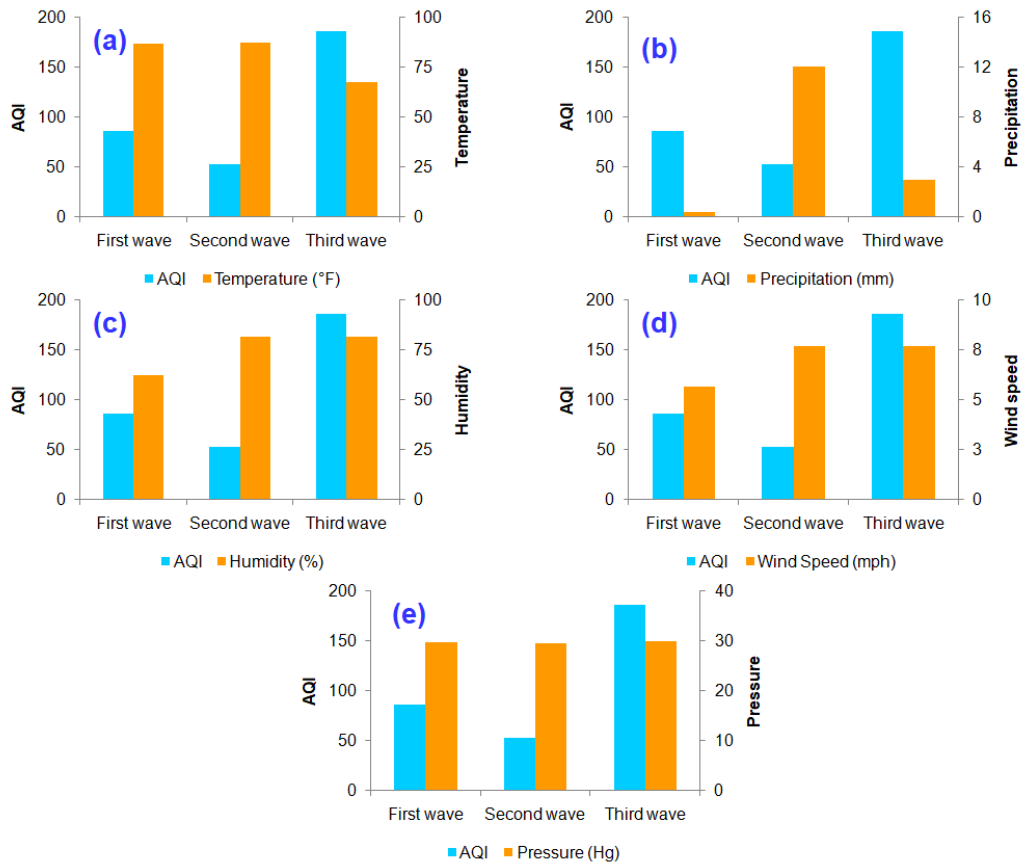 (a)
AQI
200
150
100
50
0
100
75
50
25
0
Temperature
First wave Second wave Third wave
AQI Temperature (°F)
(b)
AQI
200
150
100
50
0
16
12
8
4
0
Precipitation
First wave Second wave Third wave
AQI Precipitation (mm)
(c)
AQI
200
150
100
50
0
100
75
50
25
0
Humidity
First wave Second wave Third wave
AQI Humidity (%)
(d)
AQI
200
150
100
50
0
10
8
5
3
0
Wind speed
First wave Second wave Third wave
AQI Wind Speed (mph)
(e)
AQI
200
150
100
50
0
40
30
20
10
0
Pressure
First wave Second wave Third wave
AQI Pressure (Hg)